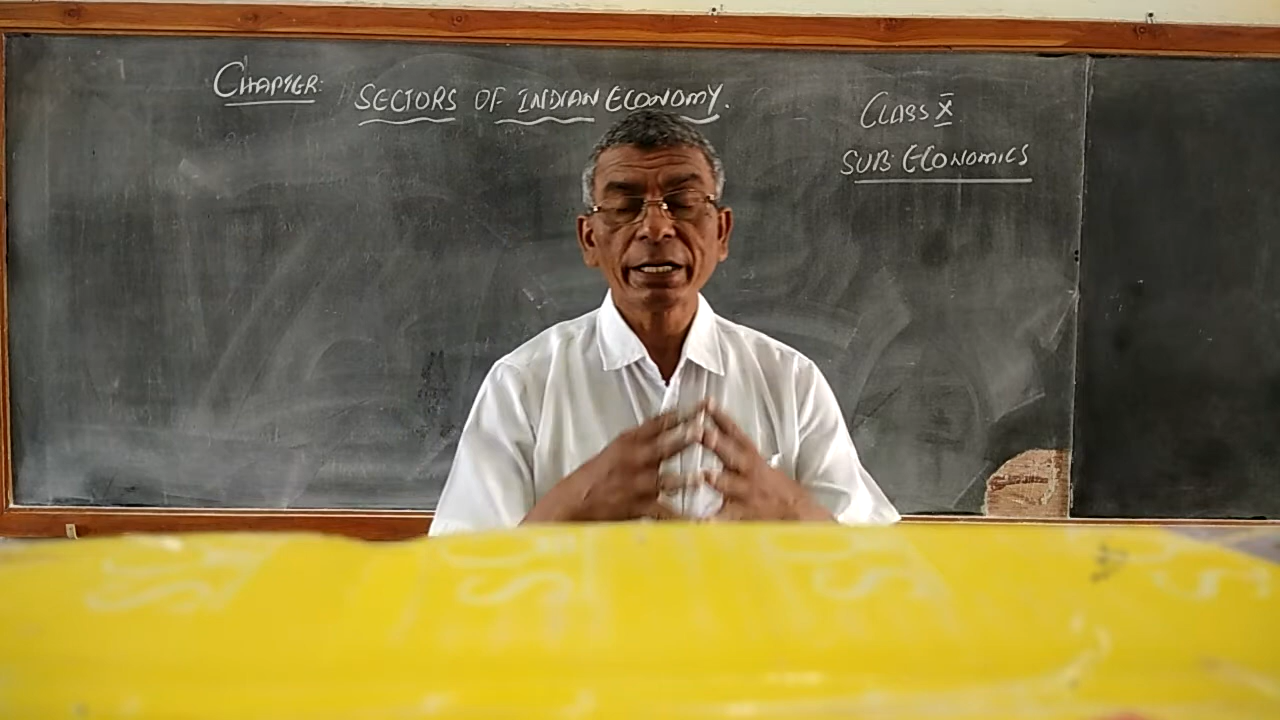 CHAPTER: SECTORS OF INDIAN ECONOMY.
CLASS X
SUB: ECONOMICS